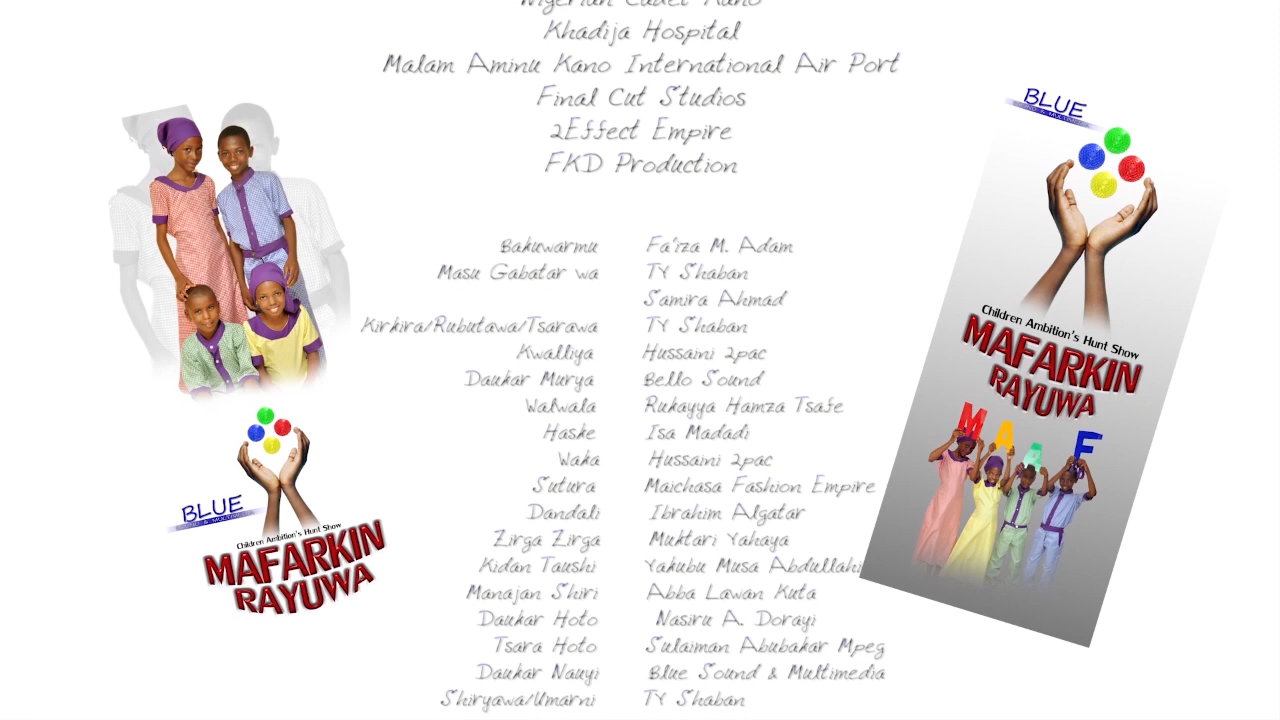 Nigerian Cadet Kano
Khadija Hospital
Malam Aminu Kano International Air Port
Final Cut Studios
2Effect Empire
FKD Production
Bakuwarmu Fa'iza M. Adam
Masu Gabatar wa TY Shaban
Samira Ahmad
Kirkira/Rubutawa/Tsarawa TY Shaban
Kwalliya Hussaini 2pac
Daukar Murya Bello Sound
Walwala Rukayya Hamza Tsafe
Haske Isa Madadi
Waka Hussaini 2pac
Sutura Maichasa Fashion Empire
Dandali Ibrahim Algatar
Zirga Zirga Muktari Yahaya
Kidan Taushi Yakubu Musa Abdullahi
Manajan Shiri Abba Lawan Kuta
Daukar Hoto Nasiru A. Dorayi
Tsara Hoto Sulaiman Abubakar Mpeg
Daukar Nauyi Blue Sound & Multimedia
Shiryawa/Umarni TY Shaban
BLUE
Children Ambition's Hunt Show
MAFARKIN
RAYUWA
BLUE
Children Ambition's Hunt Show
MAFARKIN
RAYUWA
M A A F